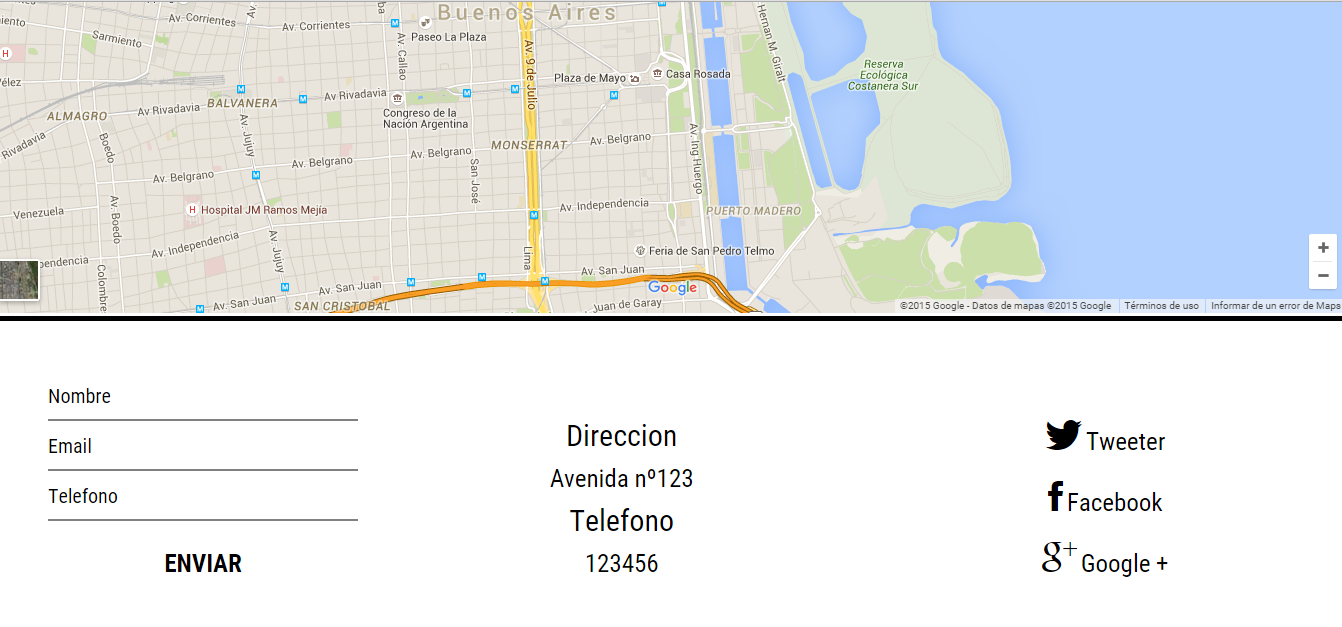 Av. Corrientes
Av. Corrientes
Av. Corrientes
Buenos Aires
Sarmiento
Av. Callao
Paseo La Plaza
Av. 9 de Julio
Hernan M. Giralt
H
Plaza de Mayo
Casa Rosada
Reserva
Ecológica
Costanera Sur
Av Rivadavia
BALVANERA
Av Rivadavia
ALMAGRO
Congreso de la
Nación Argentina
Rivadavia
Boedo
Av. Jujuy
MONSERRAT
Av. Belgrano
Av. Ing Huergo
Av. Belgrano
Av. Belgrano
Av. Belgrano
San José
Venezuela
H Hospital JM Ramos Mejía
Av. Boedo
Av. Independencia
PUERTO MADERO
Av. Independencia
Av. Jujuy
Lima
Feria de San Pedro Telmo
ependencia
Colombre
Av. San Juan
Av. San Juan
Av. San Juan
SAN CRISTOBAL
Juan de Garay
Google
+
−
©2015 Google - Datos de mapas ©2015 Google
Términos de uso
Informar de un error de Maps
Nombre
Email
Telefono
ENVIAR
Direccion
Avenida nº123
Telefono
123456
Tweeter
Facebook
g+ Google +